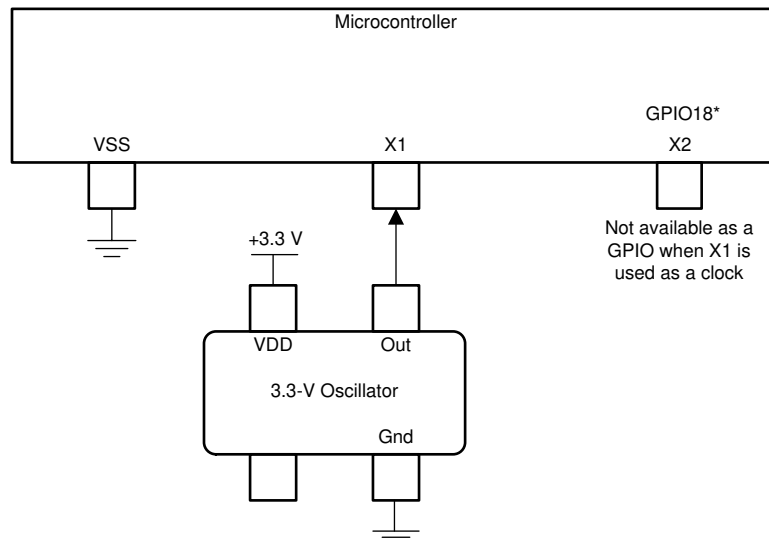 Microcontroller
GPIO18*
VSS
X1
X2
+3.3 V
Not available as a
GPIO when X1 is
used as a clock
VDD
Out
3.3-V Oscillator
Gnd